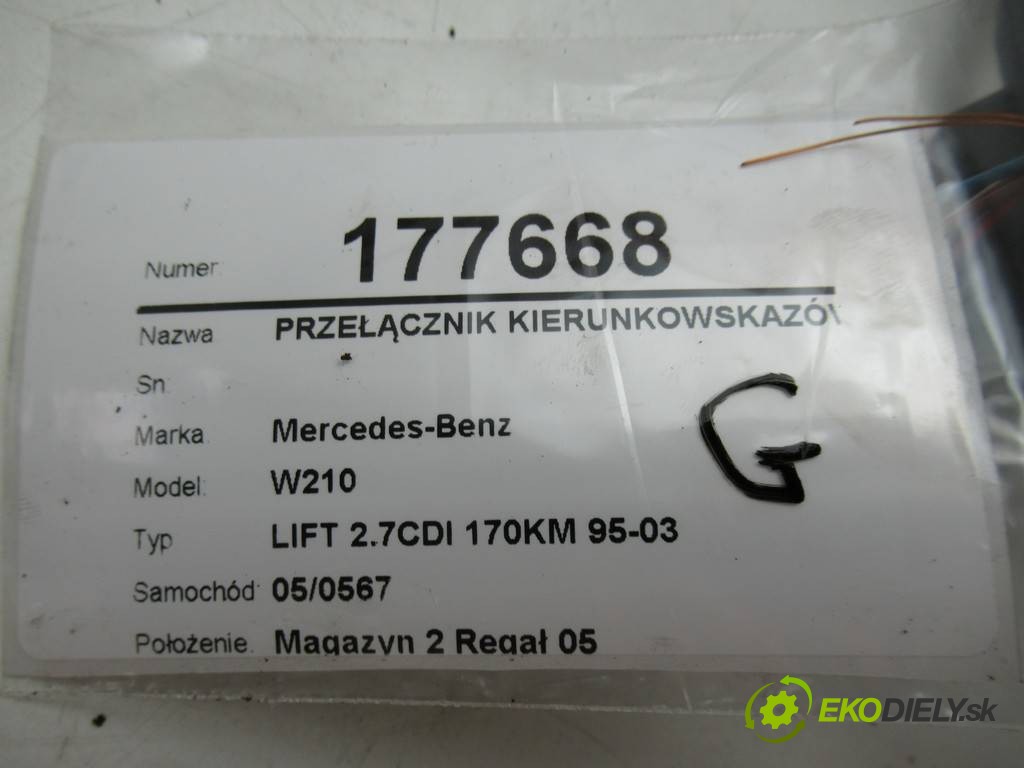 Numer 177668
Nazwa PRZEŁĄCZNIK KIERUNKOWSKAZÓW
Sn:
Marka Mercedes-Benz
Model: W210
Typ LIFT 2.7CDI 170KM 95-03
Samochód: 05/0567
Położenie Magazyn 2 Regał 05
G
EKODIELY.sk